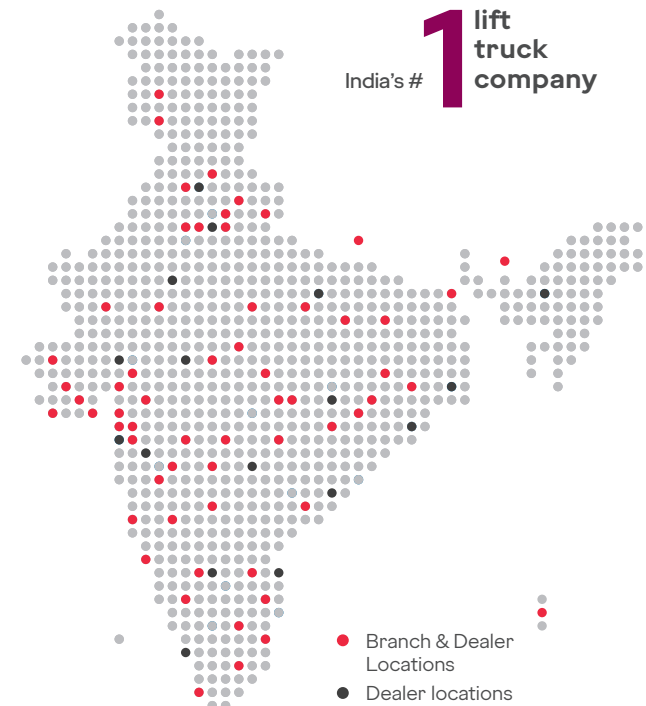 India's # 1 lift
truck
company
Branch & Dealer
Locations
Dealer locations